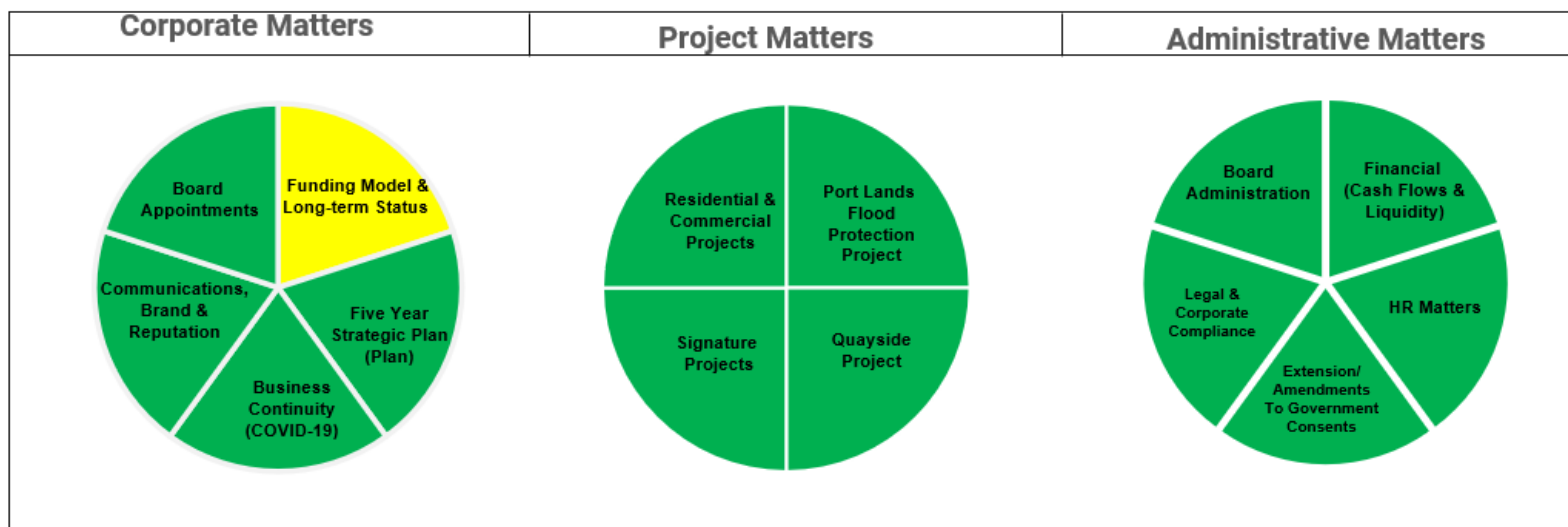 Corporate Matters
Project Matters
Administrative Matters
Board
Appointments
Funding Model &
Long-term Status
Communications,
Brand &
Reputation
Five Year
Strategic Plan
(Plan)
Business
Continuity
(COVID-19)
Residential &
Commercial
Projects
Port Lands
Flood
Protection
Project
Signature
Projects
Quayside
Project
Board
Administration
Financial
(Cash Flows &
Liquidity)
Legal &
Corporate
Compliance
HR Matters
Extension/
Amendments
To Government
Consents